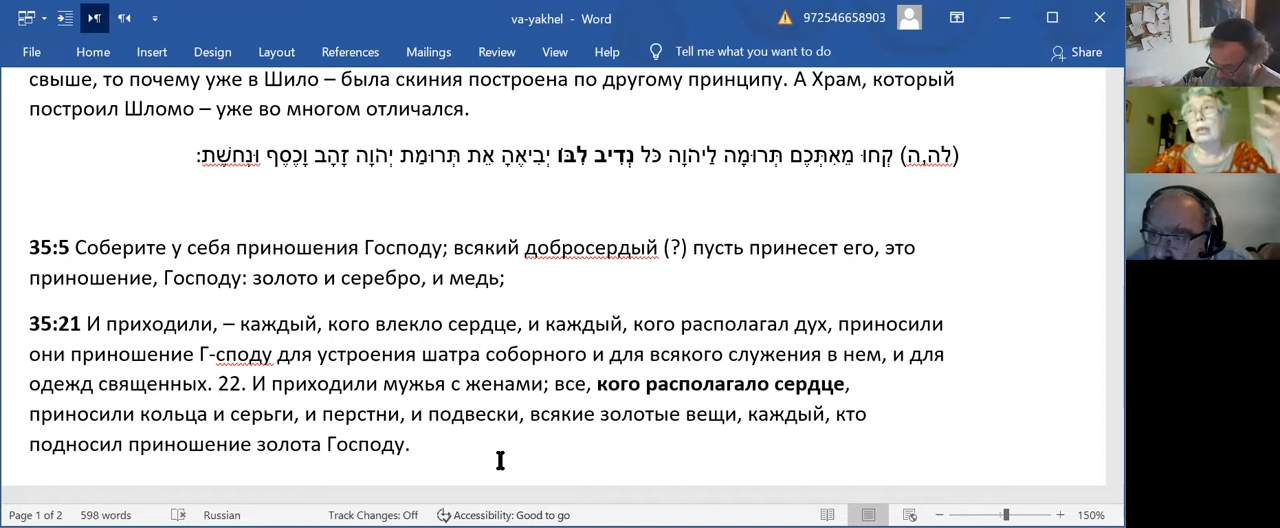 va-yakhel - Word
972546658903
File Home Insert Design Layout References Mailings Review View Help Tell me what you want to do Share
свыше, то почему уже в Шило – была скиния построена по другому принципу. А Храм, который
построил Шломо – уже во многом отличался.
(לה,ה) קְחוּ מֵאִתְּכֶם תְּרוּמָה לַיהוָה כֹּל נְדִיב לִבּוֹ יְבִיאֶהָ אֵת תְּרוּמַת יְהוָה זָהָב וָכֶסֶף וּנְחֹשֶׁת:
35:5 Соберите у себя приношения Господу; всякий добросердый (?) пусть принесет его, это
приношение, Господу: золото и серебро, и медь;
35:21 И приходили, – каждый, кого влекло сердце, и каждый, кого располагал дух, приносили
они приношение Г-споду для устроения шатра соборного и для всякого служения в нем, и для
одежд священных. 22. И приходили мужья с женами; все, кого располагало сердце,
приносили кольца и серьги, и перстни, и подвески, всякие золотые вещи, каждый, кто
подносил приношение золота Господу.
Page 1 of 2 598 words Russian Track Changes: Off Accessibility: Good to go 150%